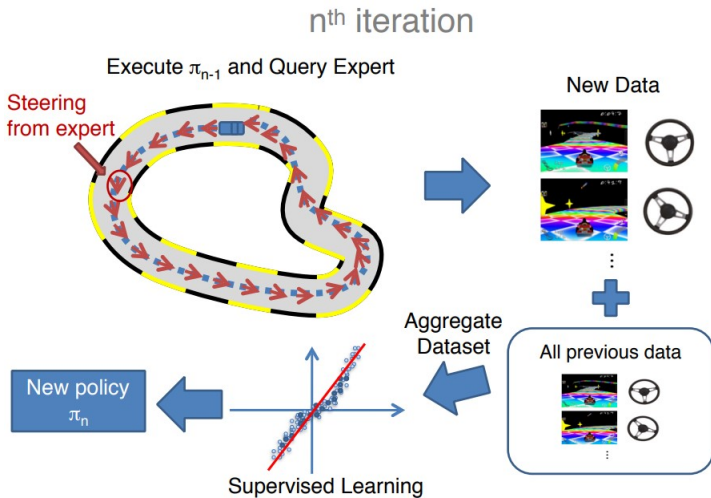 nth iteration
Execute πn-1 and Query Expert
Steering
from expert
New Data
Aggregate
Dataset
All previous data
New policy
πn
Supervised Learning